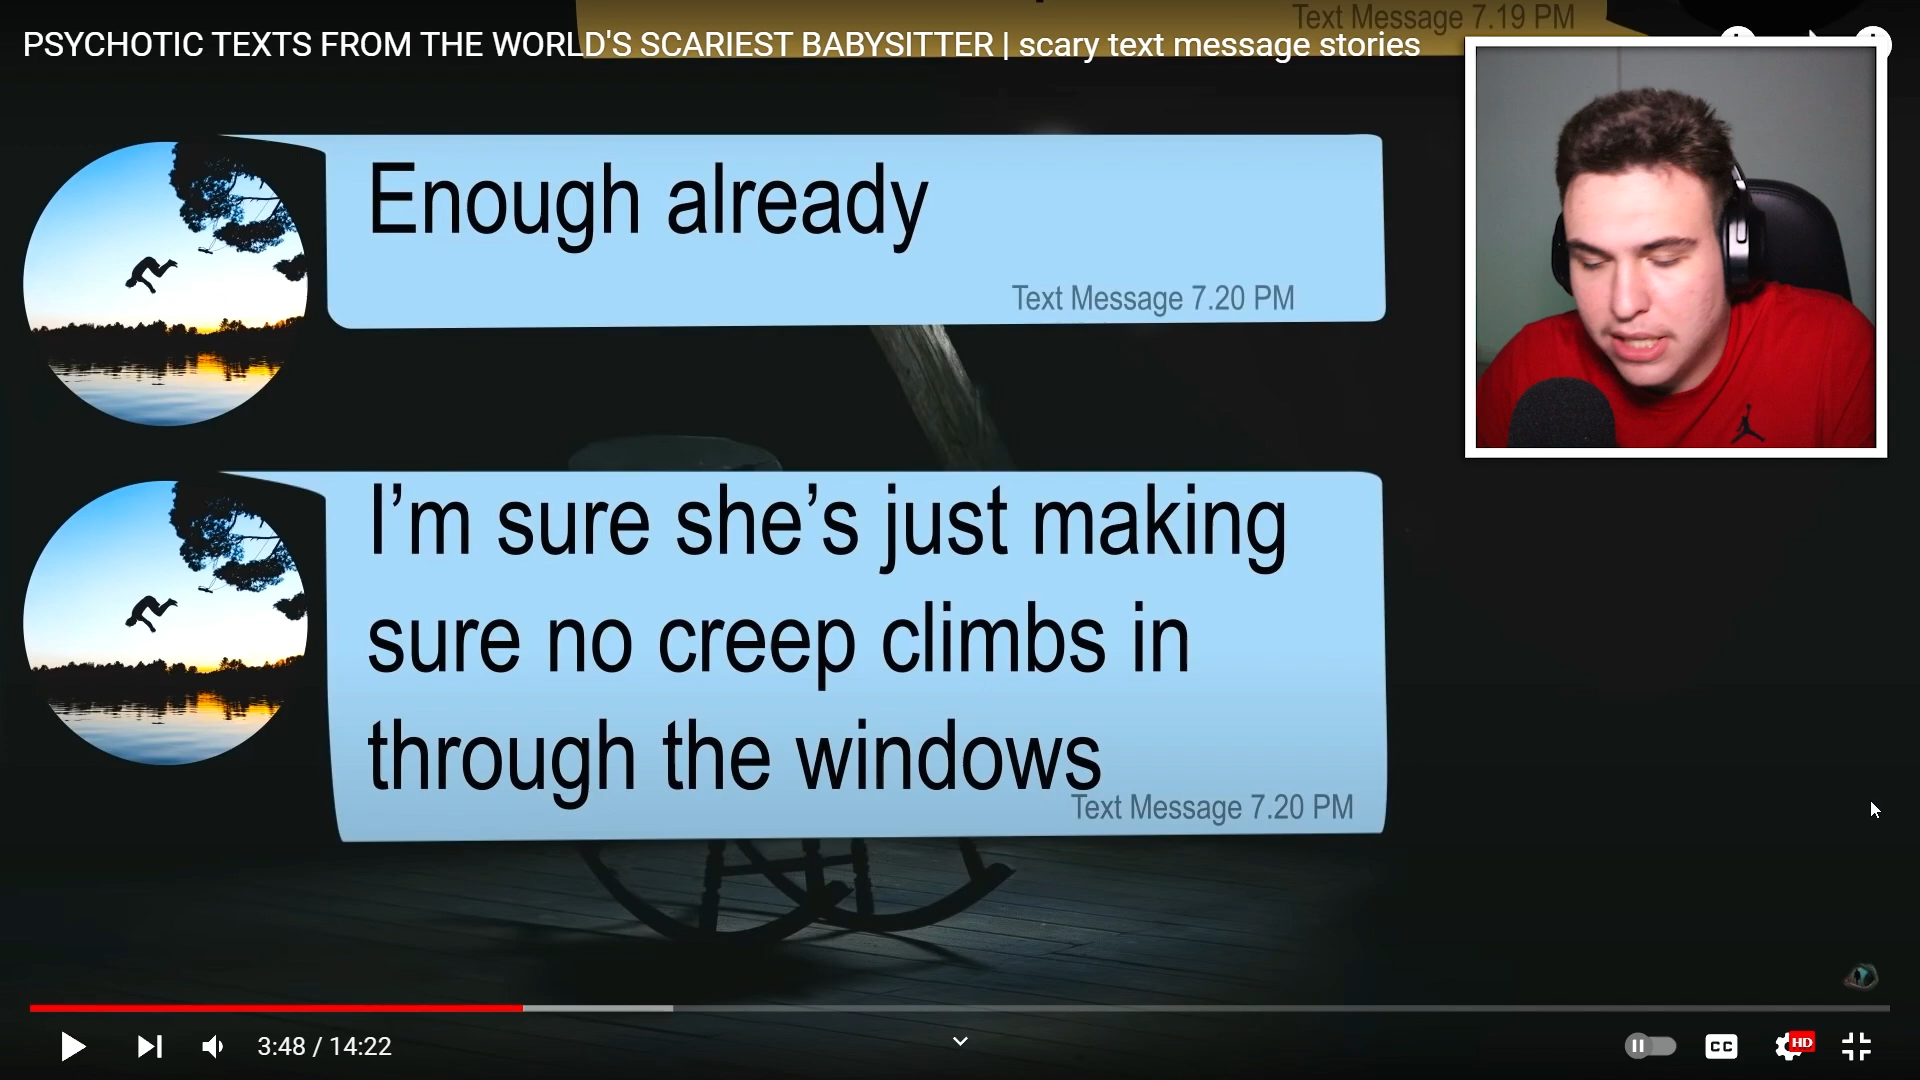 Text Message 7.19 PM
PSYCHOTIC TEXTS FROM THE WORLD'S SCARIEST BABYSITTER | scary text message stories
Enough already
Text Message 7.20 PM
I’m sure she’s just making
sure no creep climbs in
through the windows
Text Message 7.20 PM
3:48 / 14:22
CC
HD